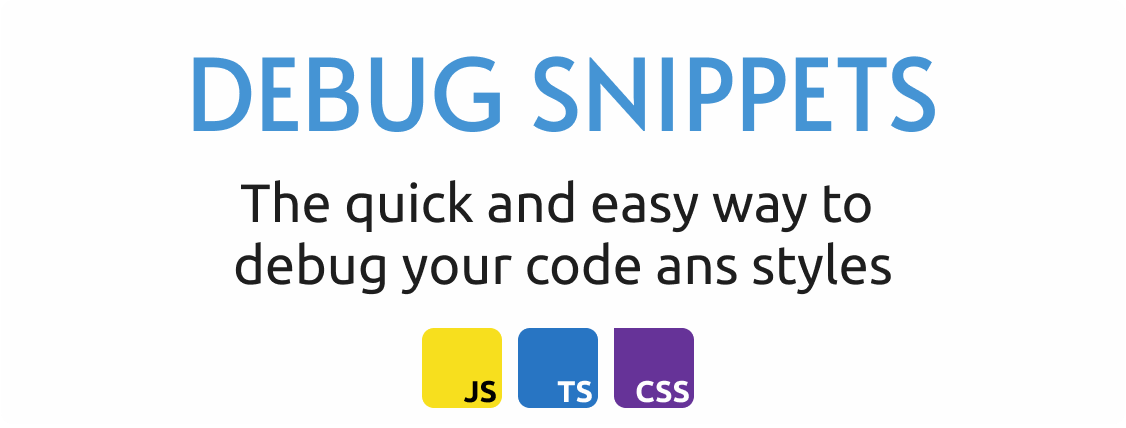 DEBUG SNIPPETS
The quick and easy way to
debug your code ans styles
JS TS CSS